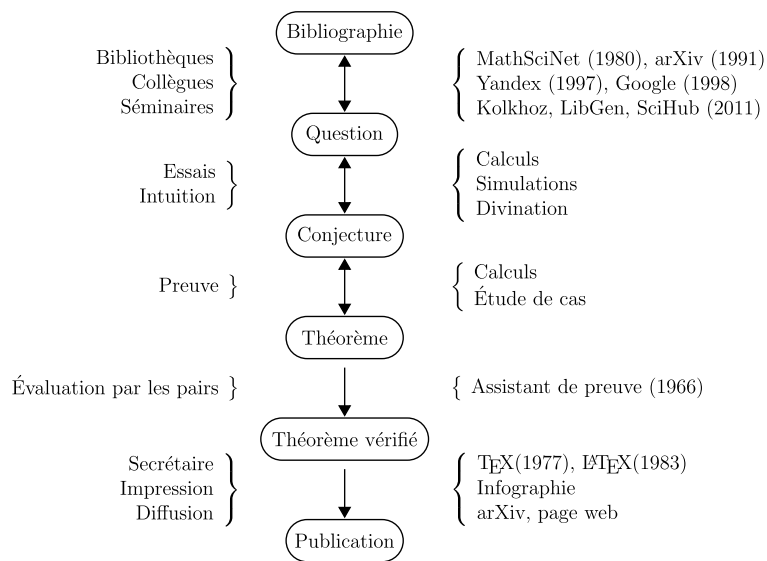 Bibliographie
Bibliothèques
Collègues
Séminaires
MathSciNet (1980), arXiv (1991)
Yandex (1997), Google (1998)
Kolkhoz, LibGen, SciHub (2011)
Question
Essais
Intuition
Calculs
Simulations
Divination
Conjecture
Preuve
Calculs
Étude de cas
Théorème
Évaluation par les pairs
Assistant de preuve (1966)
Théorème vérifié
Secrétaire
Impression
Diffusion
TEX(1977), LATEX(1983)
Infographie
arXiv, page web
Publication